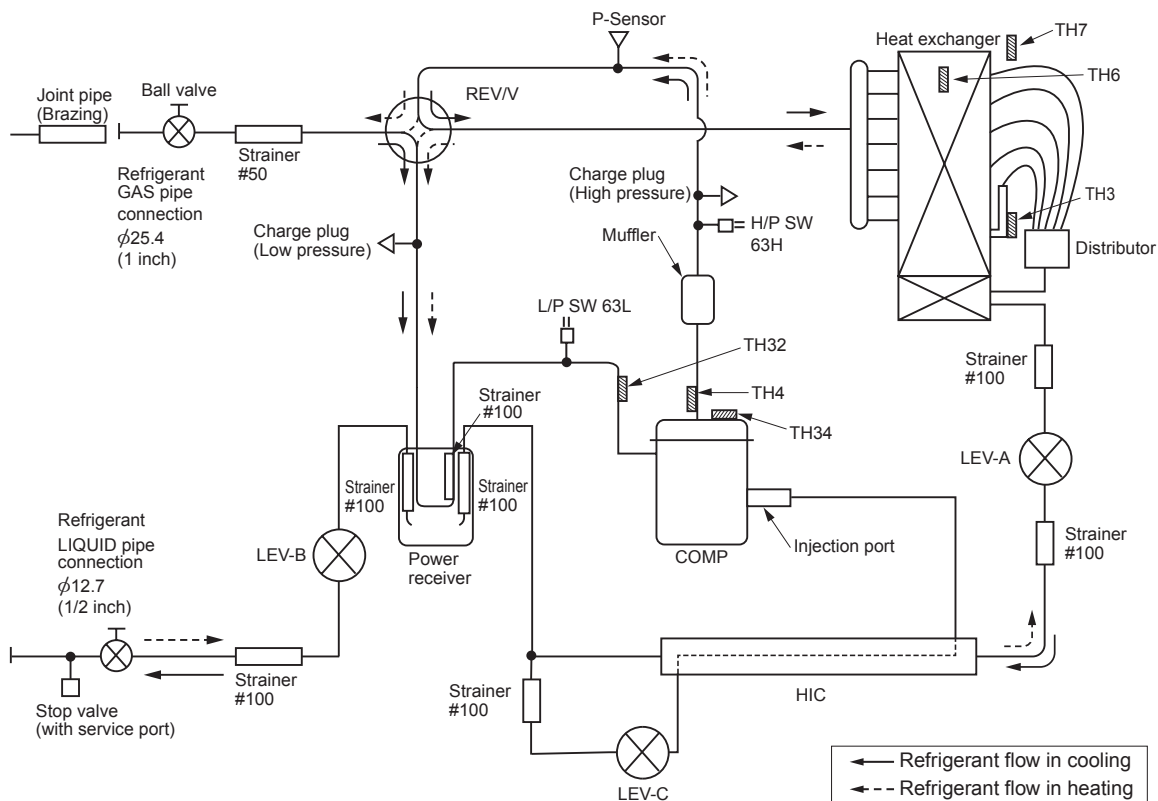 P-Sensor
Heat exchanger
TH7
TH6
Joint pipe
(Brazing)
Ball valve
REV/V
Strainer
#50
Refrigerant
GAS pipe
connection
ϕ25.4
(1 inch)
Charge plug
(Low pressure)
Charge plug
(High pressure)
H/P SW
63H
Muffler
TH3
Distributor
L/P SW 63L
TH32
Strainer
#100
TH4
TH34
Strainer
#100
LEV-A
Strainer
#100
Strainer
#100
Strainer
#100
Injection port
COMP
Refrigerant
LIQUID pipe
connection
ϕ12.7
(1/2 inch)
LEV-B
Power
receiver
Strainer
#100
Stop valve
(with service port)
Strainer
#100
HIC
LEV-C
Refrigerant flow in cooling
Refrigerant flow in heating